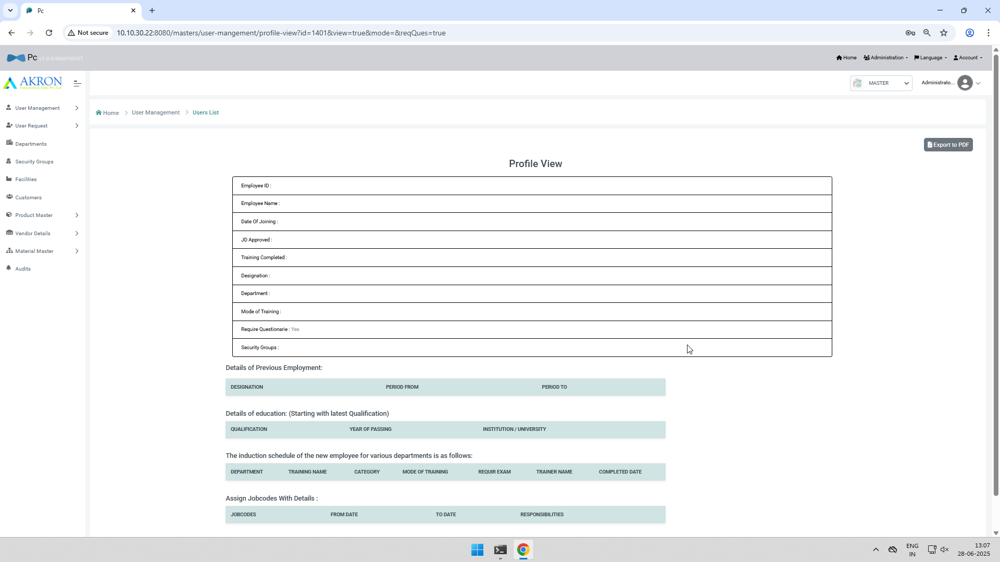 Pc
Not secure
10.10.30.22:8080/masters/user-mangement/profile-view?id=1401&view=true&mode=&reqQues=true
Pc v1.0.0-SNAPSHOT
Home
Administration
Language
Account
AKRON
Formulations India Pvt. Ltd
MASTER
Administrato...
User Management
User Request
Departments
Security Groups
Facilities
Customers
Product Master
Vendor Details
Material Master
Audits
Home
User Management
Users List
Export to PDF
Profile View
Employee ID :
Employee Name :
Date Of Joining :
JD Approved :
Training Completed :
Designation :
Department :
Mode of Training :
Require Questionarie : Yes
Security Groups :
Details of Previous Employment:
DESIGNATION PERIOD FROM PERIOD TO
Details of education: (Starting with latest Qualification)
QUALIFICATION YEAR OF PASSING INSTITUTION / UNIVERSITY
The induction schedule of the new employee for various departments is as follows:
DEPARTMENT TRAINING NAME CATEGORY MODE OF TRAINING REQUIR EXAM TRAINER NAME COMPLETED DATE
Assign Jobcodes With Details :
JOBCODES FROM DATE TO DATE RESPONSIBILITIES
ENG
IN
13:07
28-06-2025